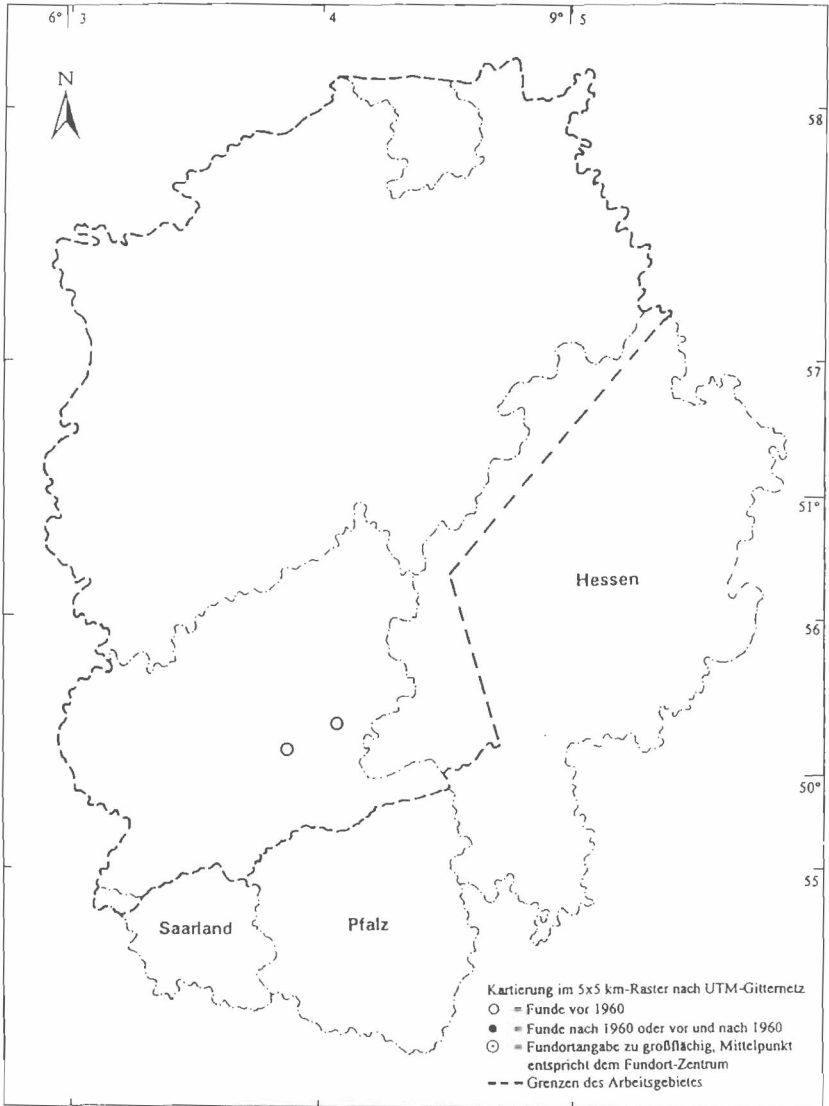 6° 3 4 9° 5
N
58
57
51°
Hessen
56
50°
55
Saarland
Pfalz
Kartierung im 5x5 km-Raster nach UTM-Gitternetz
○ = Funde vor 1960
● = Funde nach 1960 oder vor und nach 1960
⊙ = Fundortangabe zu großflächig, Mittelpunkt
entspricht dem Fundort-Zentrum
--- Grenzen des Arbeitsgebietes